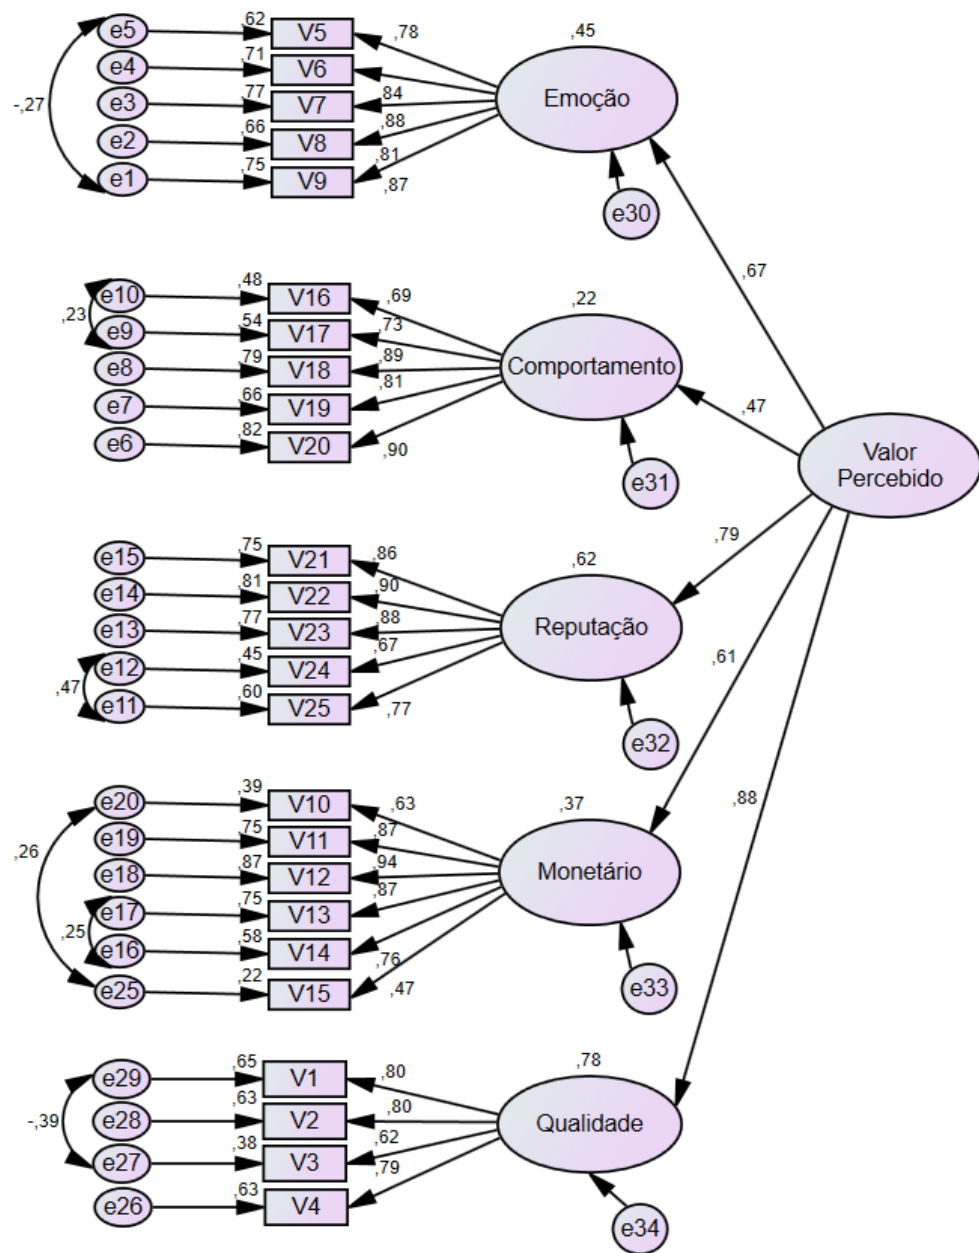 e5 ,62 V5 ,78 ,45
e4 ,71 V6
-,27 e3 ,77 V7 ,84 Emoção
e2 ,66 V8 ,88
e1 ,75 V9 ,81
,87
e30
,67
e10 ,48 V16 ,69 ,22
,23 e9 ,54 V17 ,73
e8 ,79 V18 ,89 Comportamento
e7 ,66 V19 ,81 ,47
e6 ,82 V20 ,90
Valor
Percebido
e31
e15 ,75 V21 ,86 ,62 ,79
e14 ,81 V22 ,90
e13 ,77 V23 ,88 Reputação
e12 ,45 V24 ,67 ,61
,47 e11 ,60 V25 ,77
e32
e20 ,39 V10 ,63 ,37 ,88
,26 e19 ,75 V11 ,87
e18 ,87 V12 ,94 Monetário
e17 ,75 V13 ,87
,25 e16 ,58 V14 ,76
e25 ,22 V15 ,47
e33
e29 ,65 V1 ,80 ,78
-,39 e28 ,63 V2 ,80 Qualidade
e27 ,38 V3 ,62
e26 ,63 V4 ,79
e34